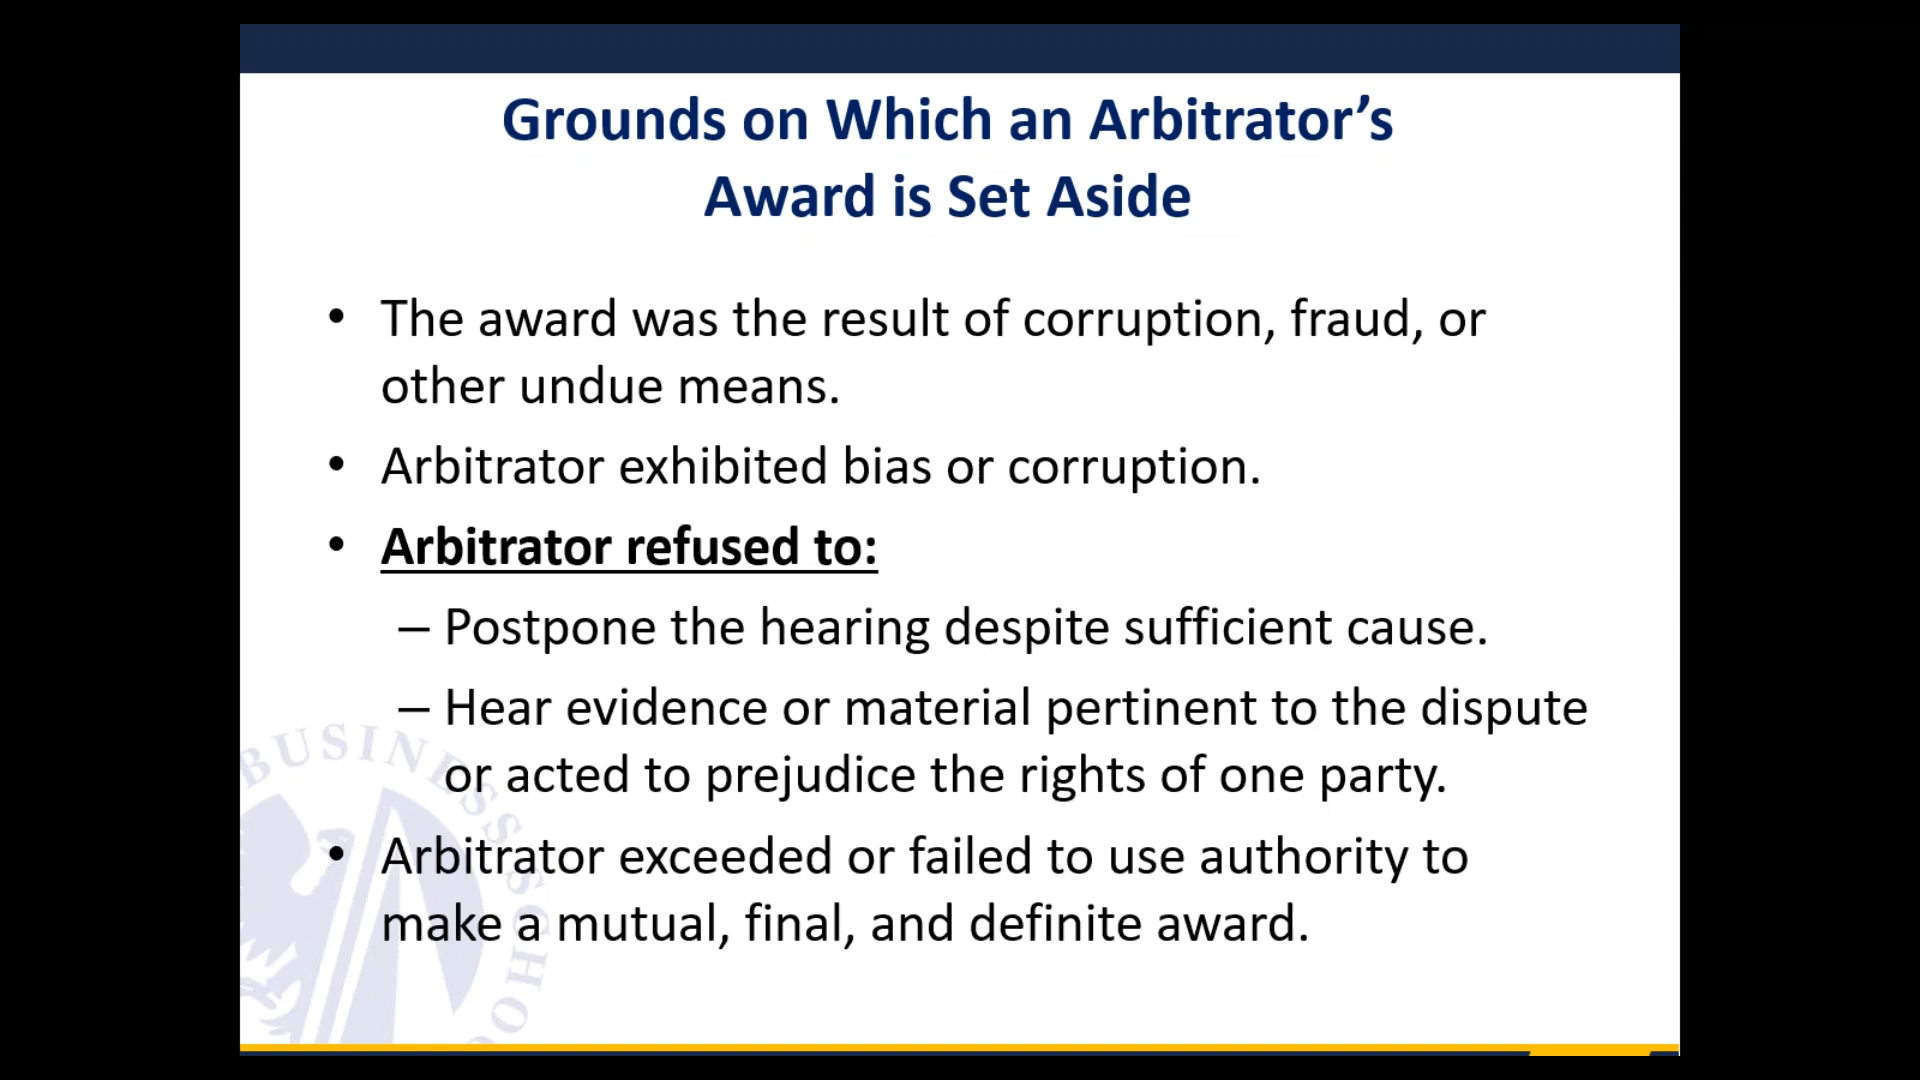 Grounds on Which an Arbitrator’s
Award is Set Aside
• The award was the result of corruption, fraud, or
other undue means.
• Arbitrator exhibited bias or corruption.
• Arbitrator refused to:
– Postpone the hearing despite sufficient cause.
– Hear evidence or material pertinent to the dispute
or acted to prejudice the rights of one party.
• Arbitrator exceeded or failed to use authority to
make a mutual, final, and definite award.
BUSINESS SCHOO